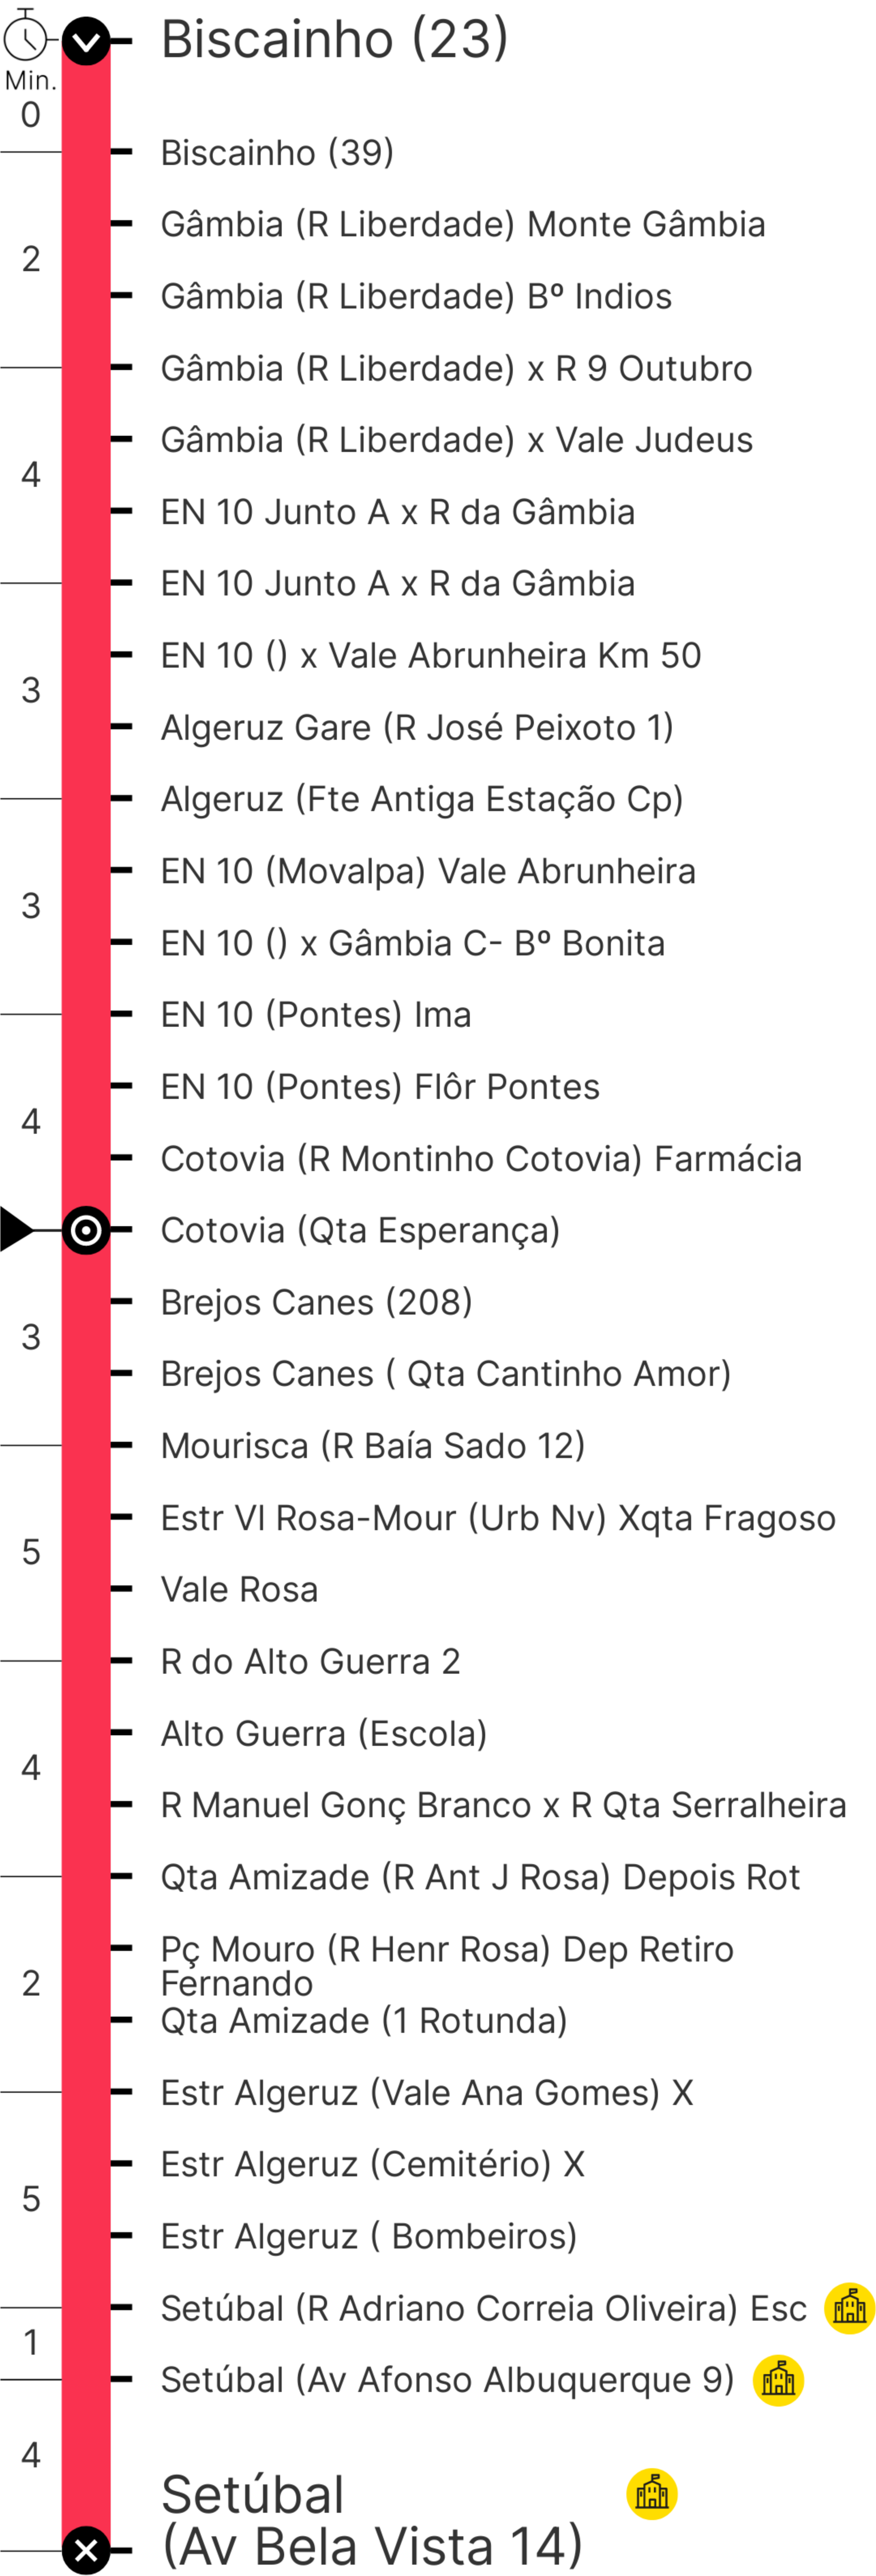 Biscainho (23)
Min.
0
Biscainho (39)
Gâmbia (R Liberdade) Monte Gâmbia
2
Gâmbia (R Liberdade) Bº Indios
Gâmbia (R Liberdade) x R 9 Outubro
Gâmbia (R Liberdade) x Vale Judeus
4
EN 10 Junto A x R da Gâmbia
EN 10 Junto A x R da Gâmbia
EN 10 () x Vale Abrunheira Km 50
3
Algeruz Gare (R José Peixoto 1)
Algeruz (Fte Antiga Estação Cp)
EN 10 (Movalpa) Vale Abrunheira
3
EN 10 () x Gâmbia C- Bº Bonita
EN 10 (Pontes) Ima
EN 10 (Pontes) Flôr Pontes
4
Cotovia (R Montinho Cotovia) Farmácia
Cotovia (Qta Esperança)
Brejos Canes (208)
3
Brejos Canes ( Qta Cantinho Amor)
Mourisca (R Baía Sado 12)
Estr Vl Rosa-Mour (Urb Nv) Xqta Fragoso
5
Vale Rosa
R do Alto Guerra 2
Alto Guerra (Escola)
4
R Manuel Gonç Branco x R Qta Serralheira
Qta Amizade (R Ant J Rosa) Depois Rot
Pç Mouro (R Henr Rosa) Dep Retiro
Fernando
2
Qta Amizade (1 Rotunda)
Estr Algeruz (Vale Ana Gomes) X
Estr Algeruz (Cemitério) X
5
Estr Algeruz ( Bombeiros)
Setúbal (R Adriano Correia Oliveira) Esc
1
Setúbal (Av Afonso Albuquerque 9)
4
Setúbal
(Av Bela Vista 14)